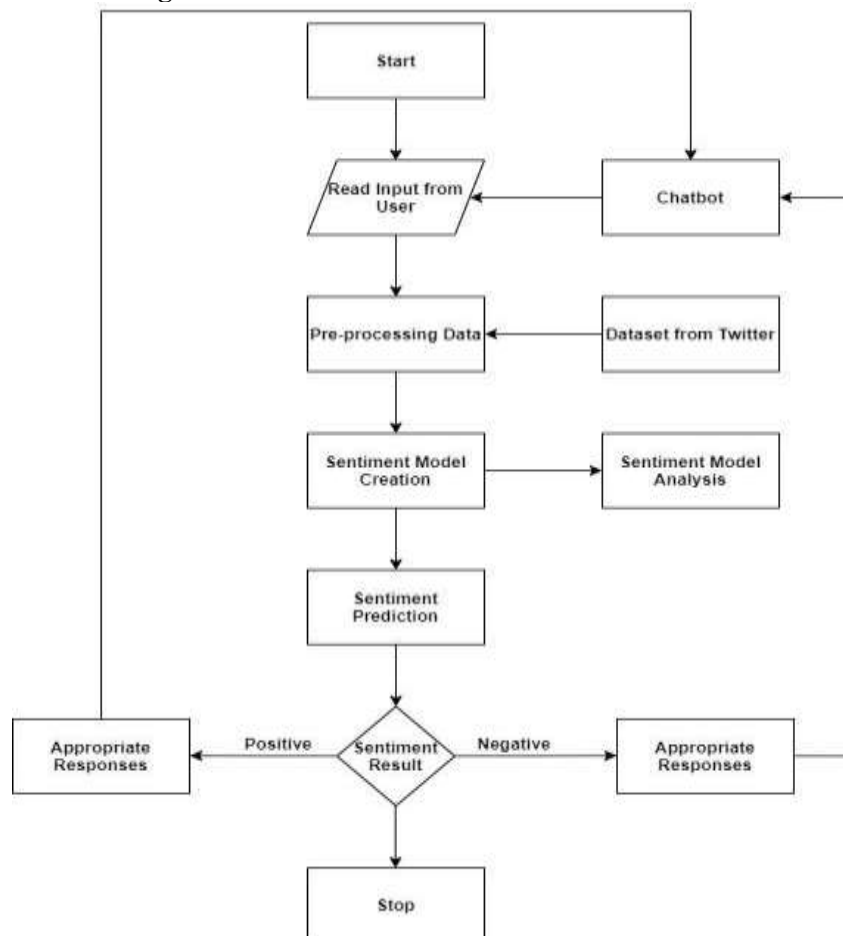 Start
Read Input from
User
Chatbot
Pre-processing Data
Dataset from Twitter
Sentiment Model
Creation
Sentiment Model
Analysis
Sentiment
Prediction
Appropriate
Responses
Positive
Sentiment
Result
Negative
Appropriate
Responses
Stop